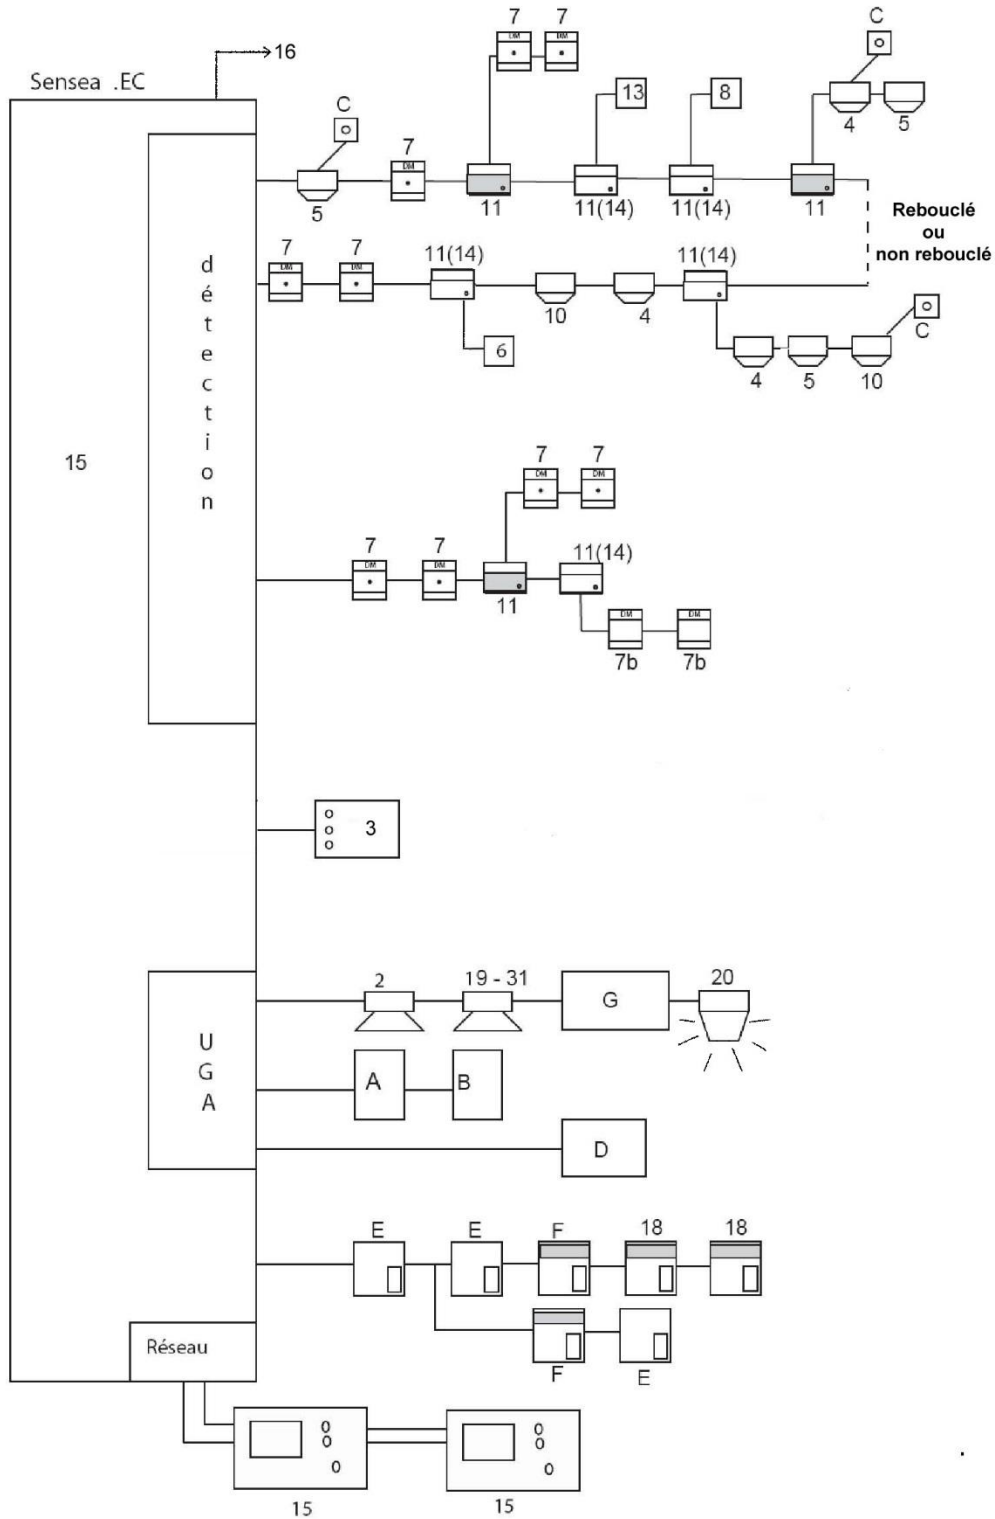 16
Sensea .EC
7 7
DM DM
C
13
8
4
5
C
7
DM
5
11
11(14)
11(14)
11
Rebouclé
ou
non rebouclé
7
7
DM
DM
11(14)
11(14)
10
4
6
C
4
5
10
détection
15
7
7
DM
DM
7
7
DM
DM
11
11(14)
DM
DM
7b
7b
3
2
19 - 31
G
20
UGA
A
B
D
E
E
F
18
18
F
E
Réseau
15
15